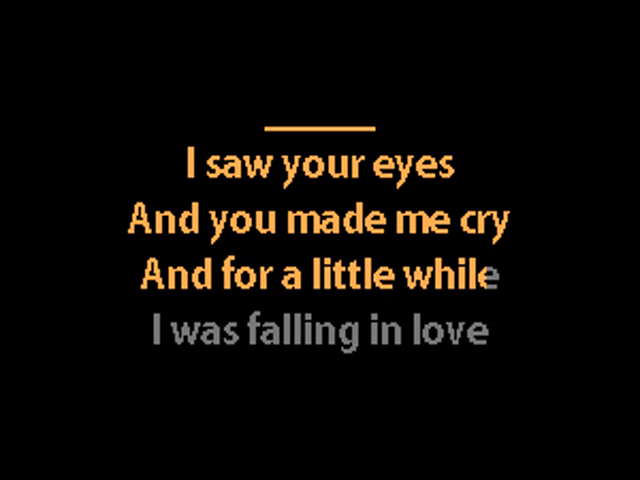 I saw your eyes
And you made me cry
And for a little while
I was falling in love